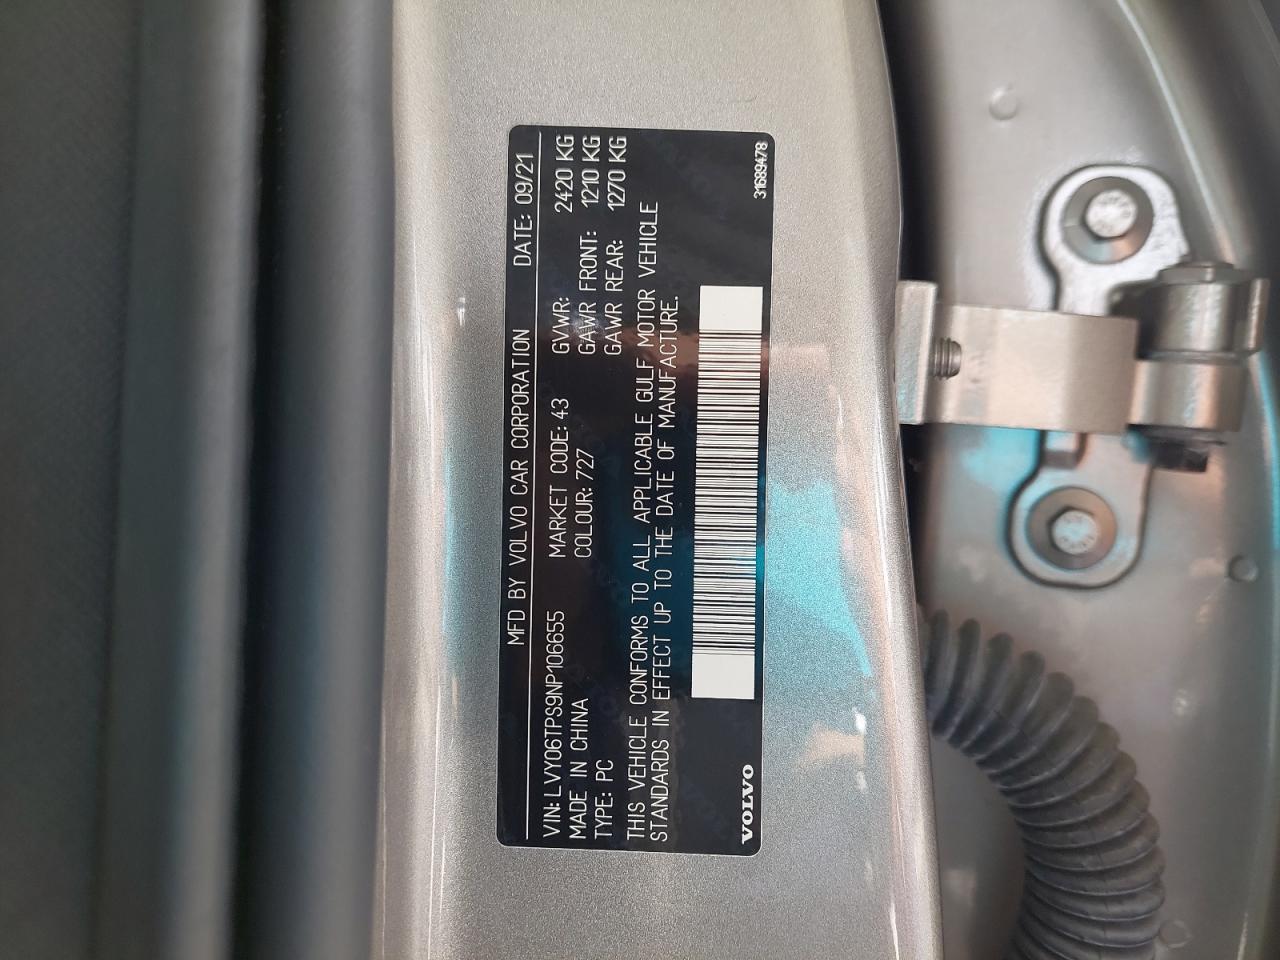 MFD BY VOLVO CAR CORPORATION DATE: 09/21
VIN: LVY06TPS9NP106655 MARKET CODE: 43 GVWR: 2420 KG
MADE IN CHINA COLOUR: 727 GAWR FRONT: 1210 KG
TYPE: PC GAWR REAR: 1270 KG
THIS VEHICLE CONFORMS TO ALL APPLICABLE GULF MOTOR VEHICLE
STANDARDS IN EFFECT UP TO THE DATE OF MANUFACTURE.
VOLVO 31689478